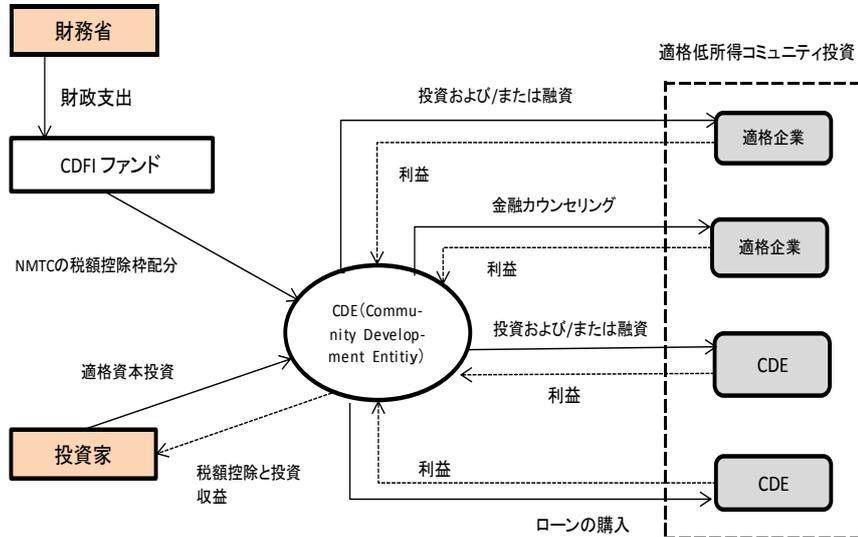 財務省
適格低所得コミュニティ投資
財政支出
投資および/または融資
適格企業
CDFI ファンド
利益
金融カウンセリング
NMTCの税額控除枠配分
適格企業
利益
CDE(Commu-
nity Develop-
ment Entitiy)
投資および/または融資
適格資本投資
CDE
利益
投資家
税額控除と投資
収益
利益
CDE
ローンの購入